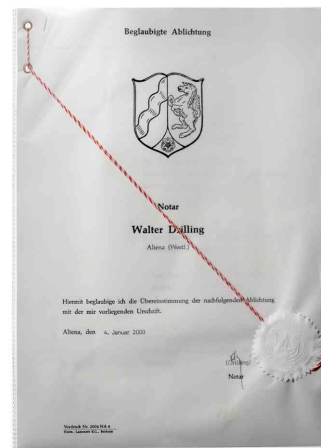 Beglaubigte Ablichtung
Notar
Walter
Altena (Westf.)
Hiermit beglaubige ich die Übereinstimmung der nachfolgenden Ablichtung
mit der mir vorliegenden Urschrift.
Altena, den 4. Januar 2000
Notar